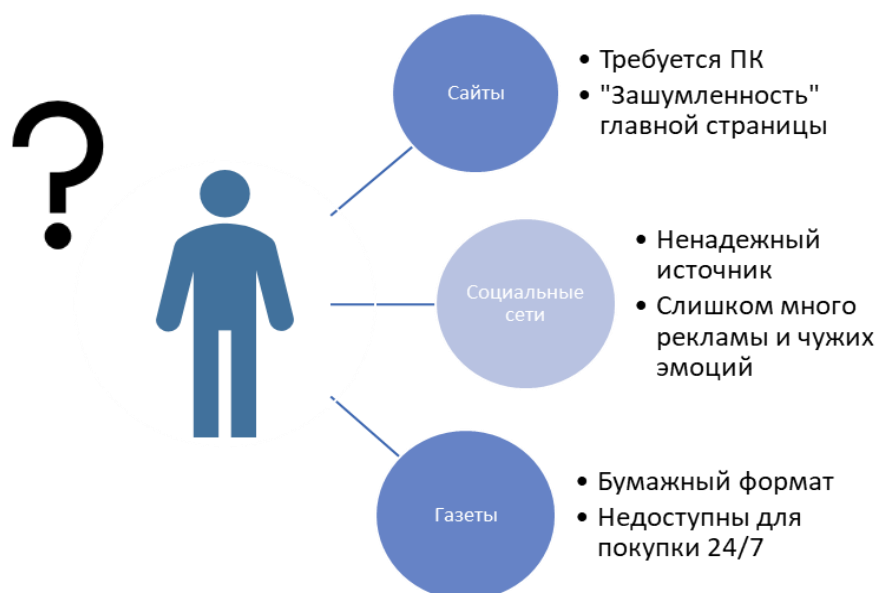 ?
Сайты
• Требуется ПК
• "Зашумленность"
главной страницы
Социальные
сети
• Ненадежный
источник
• Слишком много
рекламы и чужих
эмоций
Газеты
• Бумажный формат
• Недоступны для
покупки 24/7